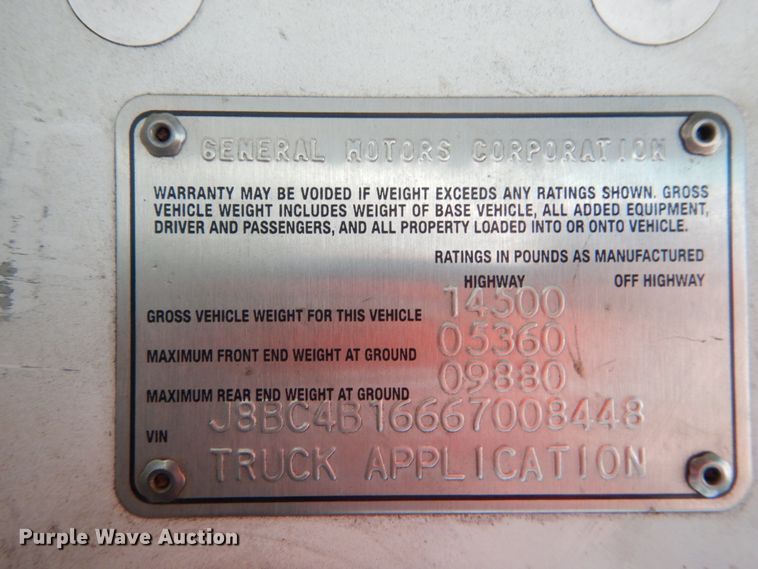 GENERAL MOTORS CORPORATION
WARRANTY MAY BE VOIDED IF WEIGHT EXCEEDS ANY RATINGS SHOWN. GROSS
VEHICLE WEIGHT INCLUDES WEIGHT OF BASE VEHICLE, ALL ADDED EQUIPMENT,
DRIVER AND PASSENGERS, AND ALL PROPERTY LOADED INTO OR ONTO VEHICLE.
RATINGS IN POUNDS AS MANUFACTURED
HIGHWAY OFF HIGHWAY
GROSS VEHICLE WEIGHT FOR THIS VEHICLE 14500
MAXIMUM FRONT END WEIGHT AT GROUND 05360
MAXIMUM REAR END WEIGHT AT GROUND 09880
VIN J8BC4B16667008448
TRUCK APPLICATION
Purple Wave Auction